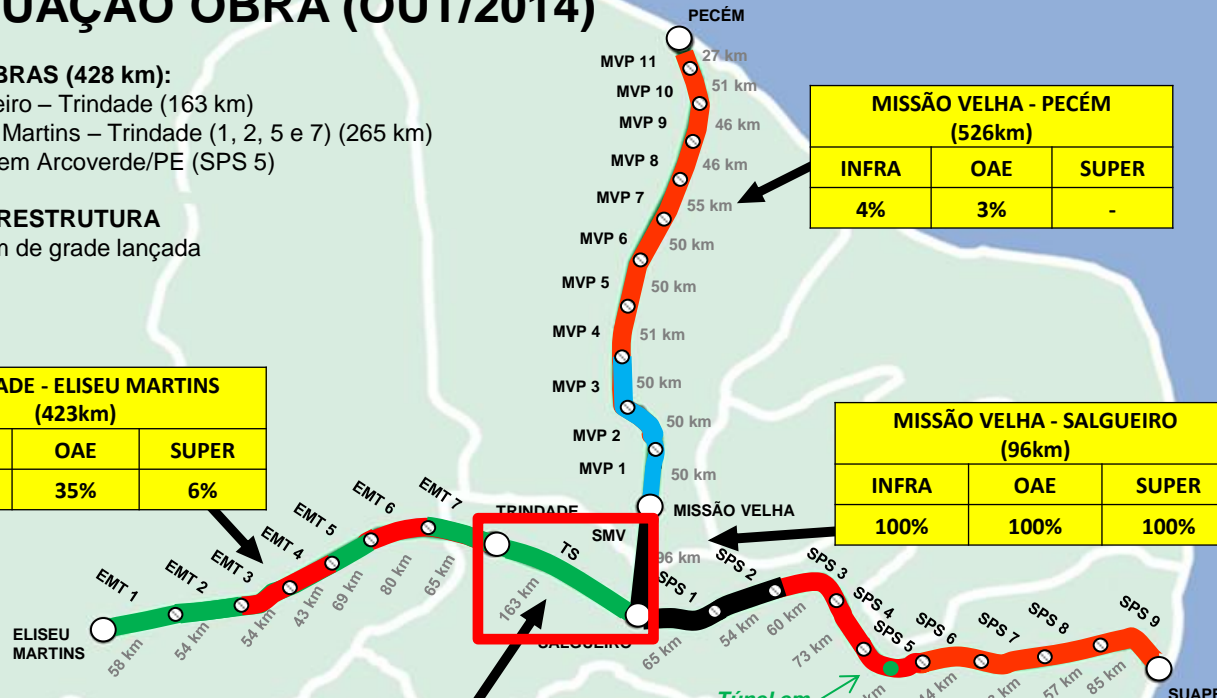 UAÇÃO OBRA (OUT/2014)
BRAS (428 km):
eiro – Trindade (163 km)
Martins – Trindade (1, 2, 5 e 7) (265 km)
em Arcoverde/PE (SPS 5)
RESTRUTURA
m de grade lançada
PECÉM
MVP 11
27 km
MVP 10
51 km
MVP 9
46 km
MVP 8
46 km
MVP 7
55 km
MVP 6
50 km
MVP 5
50 km
MVP 4
51 km
MVP 3
50 km
MVP 2
50 km
MVP 1
50 km
MISSÃO VELHA
MISSÃO VELHA - PECÉM
(526km)
INFRA OAE SUPER
4% 3% -
ADE - ELISEU MARTINS
(423km)
OAE SUPER
35% 6%
MISSÃO VELHA - SALGUEIRO
(96km)
INFRA OAE SUPER
100% 100% 100%
ELISEU
MARTINS
EMT 1
58 km
EMT 2
54 km
EMT 3
54 km
EMT 4
43 km
EMT 5
69 km
EMT 6
80 km
EMT 7
65 km
TRINDADE
TS
163 km
SMV
96 km
SALGUEIRO
SPS 1
65 km
SPS 2
54 km
SPS 3
60 km
SPS 4
73 km
SPS 5
km
SPS 6
SPS 7
SPS 8
SPS 9
85 km
Túnel em
SUAPE